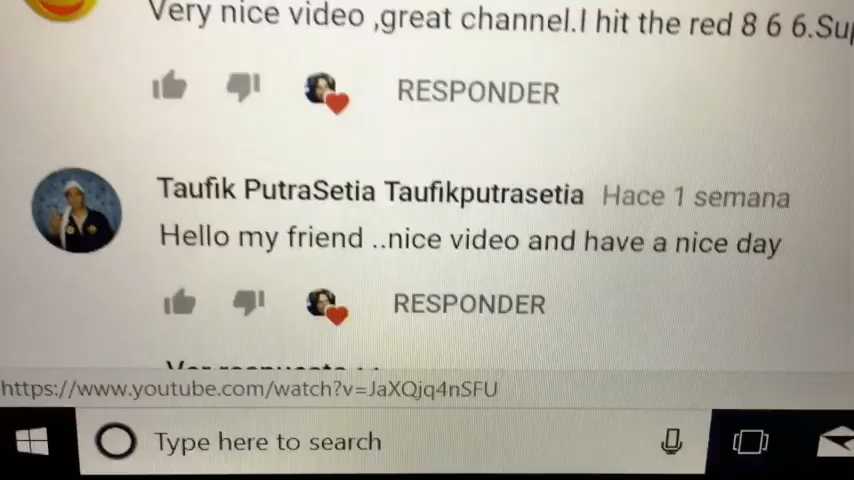 Very nice video ,great channel.I hit the red 8 6 6.Su
RESPONDER
Taufik PutraSetia Taufikputrasetia Hace 1 semana
Hello my friend ..nice video and have a nice day
RESPONDER
https://www.youtube.com/watch?v=JaXQjq4nSFU
Type here to search